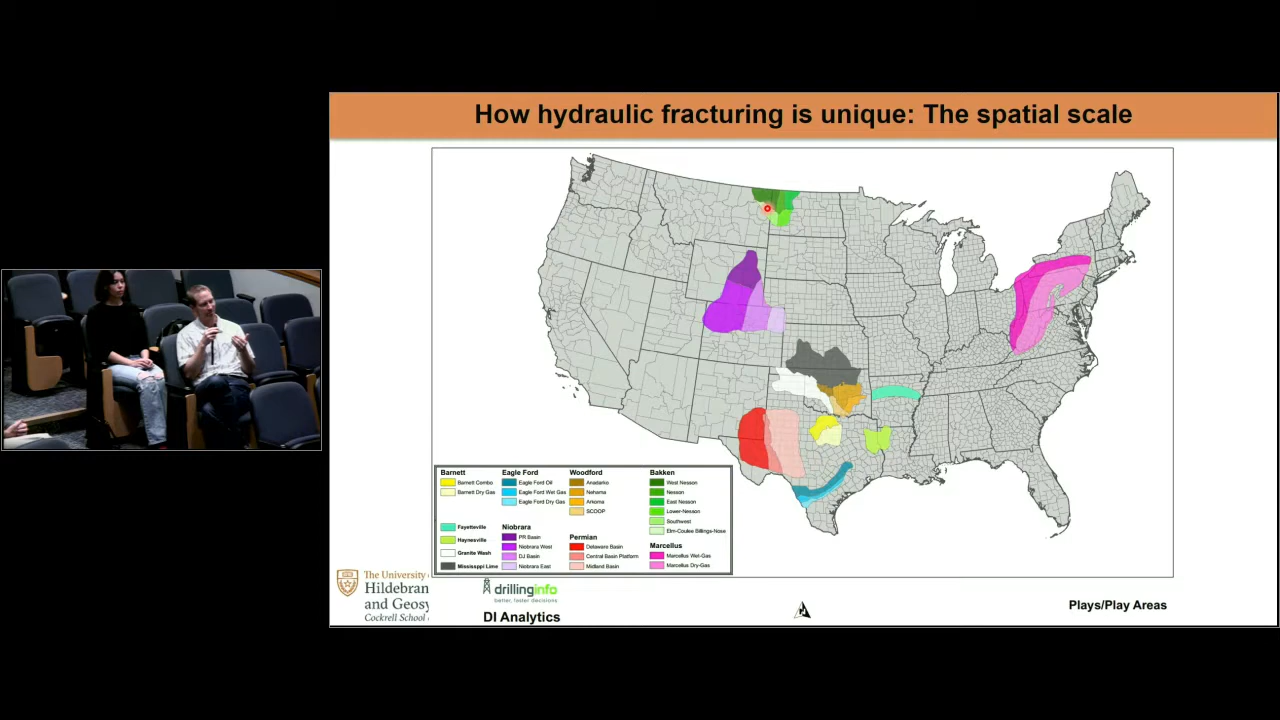 How hydraulic fracturing is unique: The spatial scale
Barnett
Barnett Combo
Barnett Dry Gas
Fayetteville
Haynesville
Granite Wash
Mississppi Lime
Eagle Ford
Eagle Ford Oil
Eagle Ford Wet Gas
Eagle Ford Dry Gas
Niobrara
PR Basin
Niobrara West
DJ Basin
Niobrara East
Woodford
Anadarko
Nehama
Arkoma
SCOOP
Permian
Delaware Basin
Central Basin Platform
Midland Basin
Bakken
West Nesson
Nesson
East Nesson
Lower-Nesson
Southwest
Elm-Coulee Billings-Nose
Marcellus
Marcellus Wet-Gas
Marcellus Dry-Gas
The University
Hildebran
and Geosy
Cockrell School
drillinginfo
better, faster decisions
DI Analytics
Plays/Play Areas